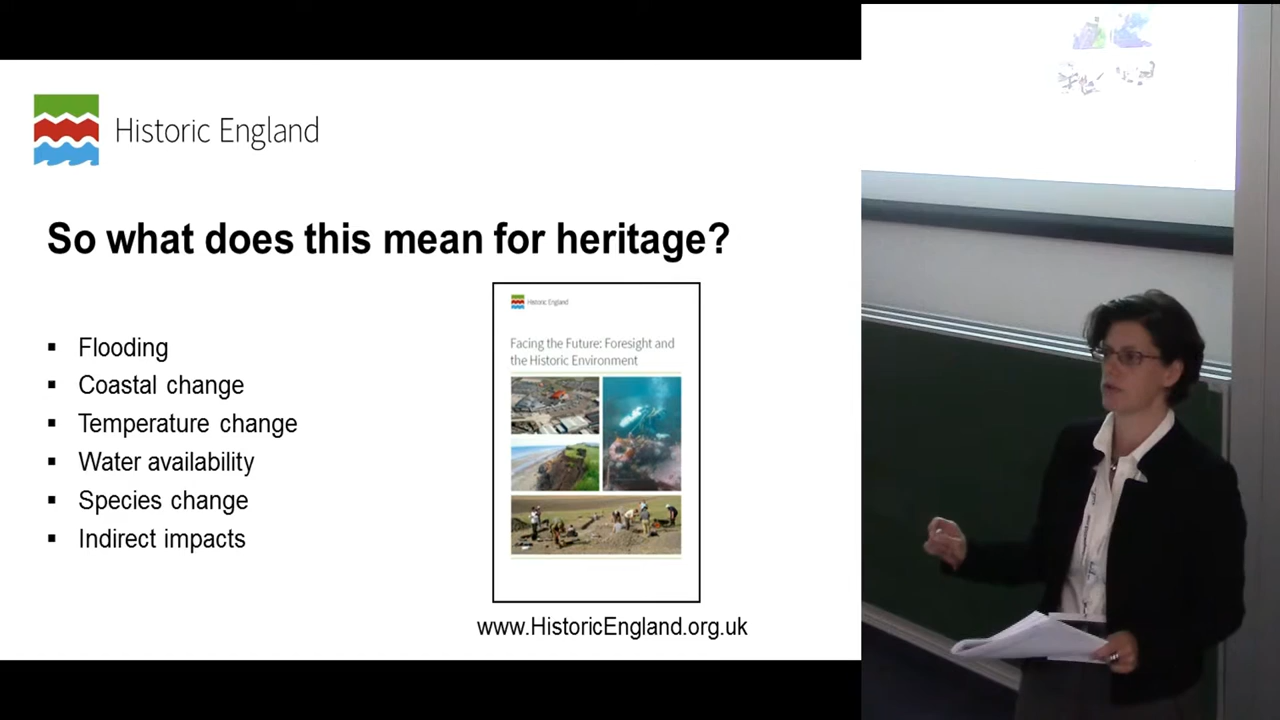 Historic England
So what does this mean for heritage?
▪ Flooding
▪ Coastal change
▪ Temperature change
▪ Water availability
▪ Species change
▪ Indirect impacts
Historic England
Facing the Future: Foresight and
the Historic Environment
www.HistoricEngland.org.uk